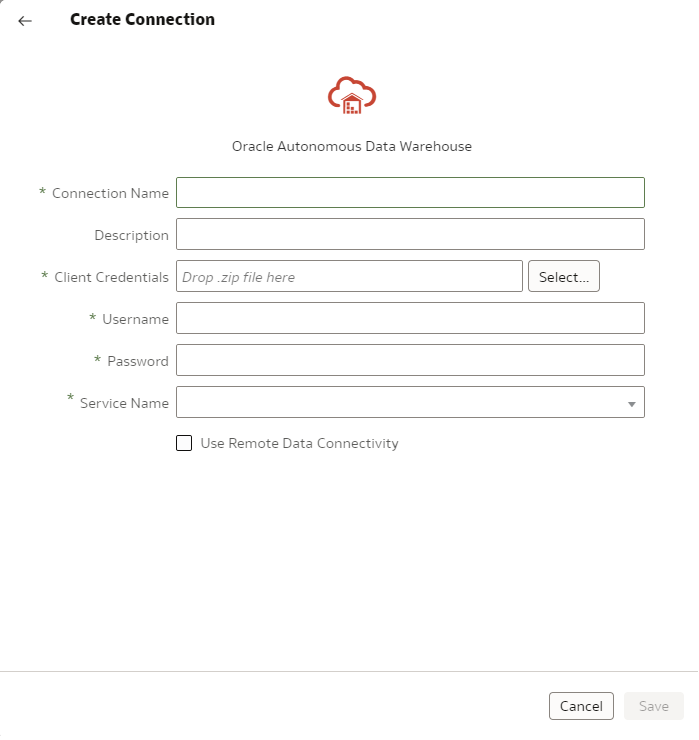 Create Connection
Oracle Autonomous Data Warehouse
* Connection Name
Description
* Client Credentials Drop .zip file here Select...
* Username
* Password
* Service Name
Use Remote Data Connectivity
Cancel Save